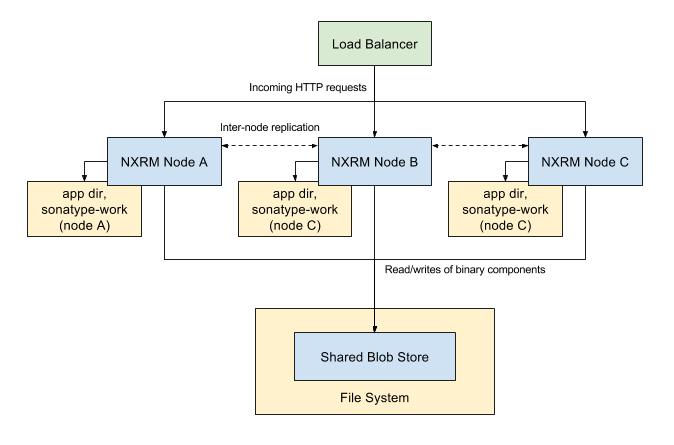 Load Balancer
Incoming HTTP requests
Inter-node replication
NXRM Node A
NXRM Node B
NXRM Node C
app dir,
sonatype-work
(node A)
app dir,
sonatype-work
(node C)
app dir,
sonatype-work
(node C)
Read/writes of binary components
Shared Blob Store
File System